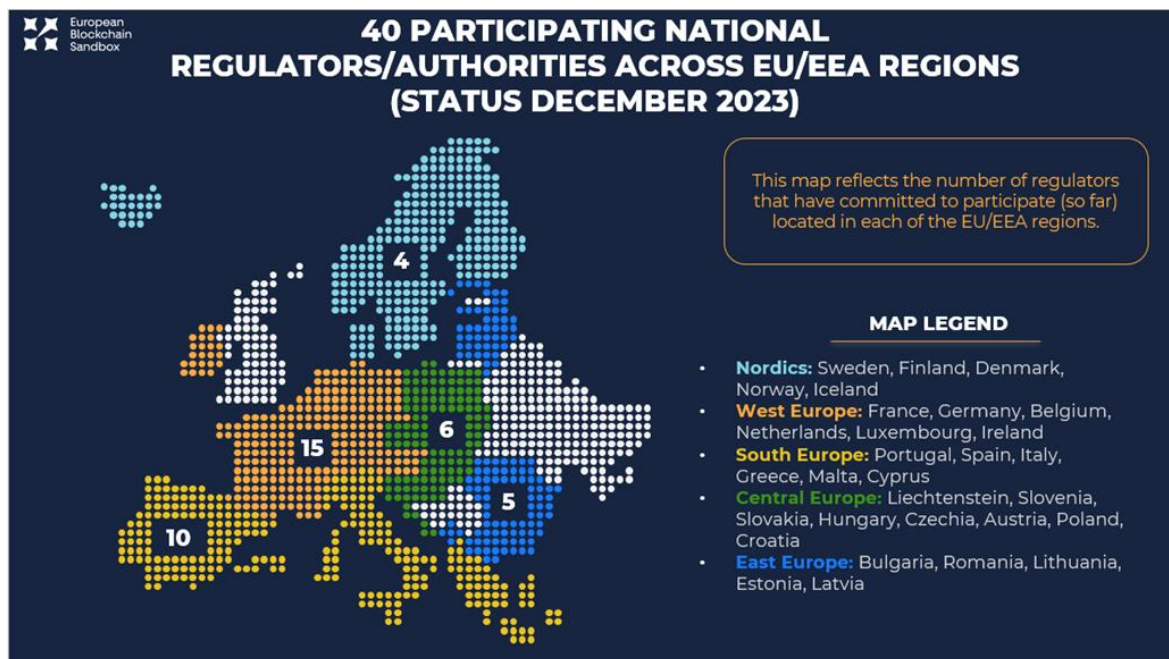 European
Blockchain
Sandbox
40 PARTICIPATING NATIONAL
REGULATORS/AUTHORITIES ACROSS EU/EEA REGIONS
(STATUS DECEMBER 2023)
This map reflects the number of regulators
that have committed to participate (so far)
located in each of the EU/EEA regions.
4
15
6
5
10
MAP LEGEND
• Nordics: Sweden, Finland, Denmark,
Norway, Iceland
• West Europe: France, Germany, Belgium,
Netherlands, Luxembourg, Ireland
• South Europe: Portugal, Spain, Italy,
Greece, Malta, Cyprus
• Central Europe: Liechtenstein, Slovenia,
Slovakia, Hungary, Czechia, Austria, Poland,
Croatia
• East Europe: Bulgaria, Romania, Lithuania,
Estonia, Latvia